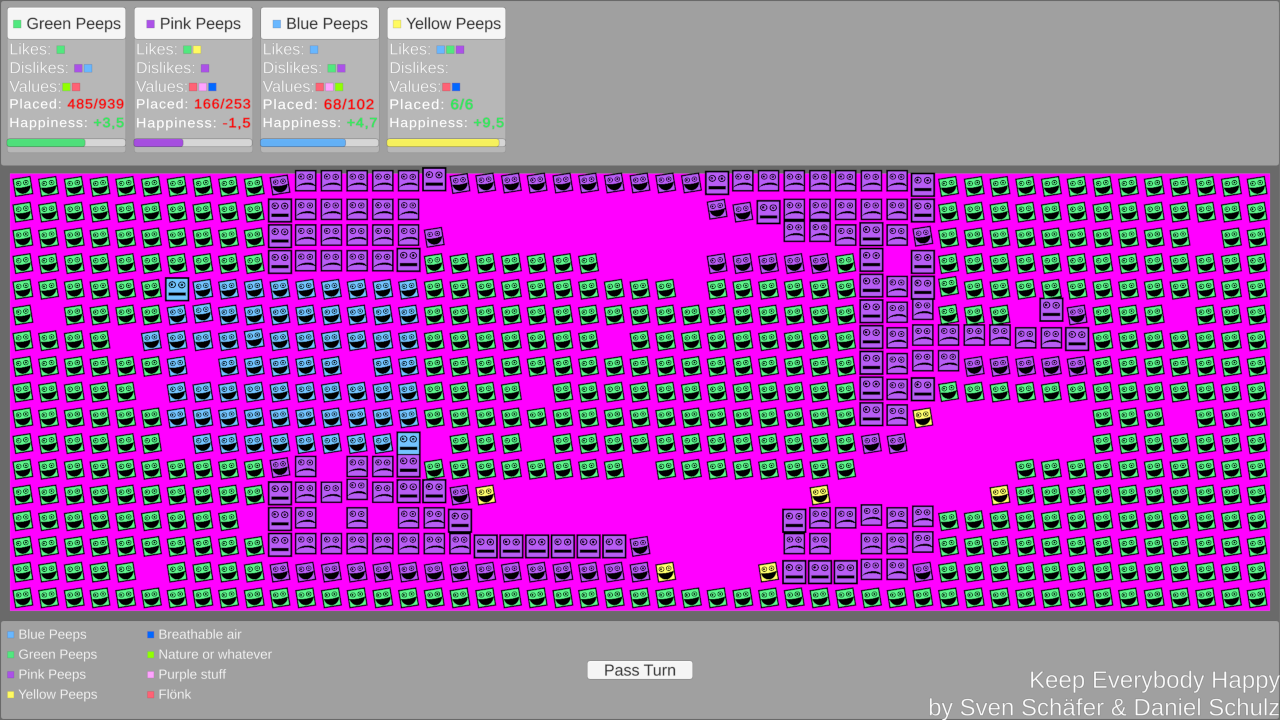 Green Peeps
Likes:
Dislikes:
Values:
Placed: 485/939
Happiness: +3,5
Pink Peeps
Likes:
Dislikes:
Values:
Placed: 166/253
Happiness: -1,5
Blue Peeps
Likes:
Dislikes:
Values:
Placed: 68/102
Happiness: +4,7
Yellow Peeps
Likes:
Dislikes:
Values:
Placed: 6/6
Happiness: +9,5
Blue Peeps
Green Peeps
Pink Peeps
Yellow Peeps
Breathable air
Nature or whatever
Purple stuff
Flönk
Pass Turn
Keep Everybody Happy
by Sven Schäfer & Daniel Schulz